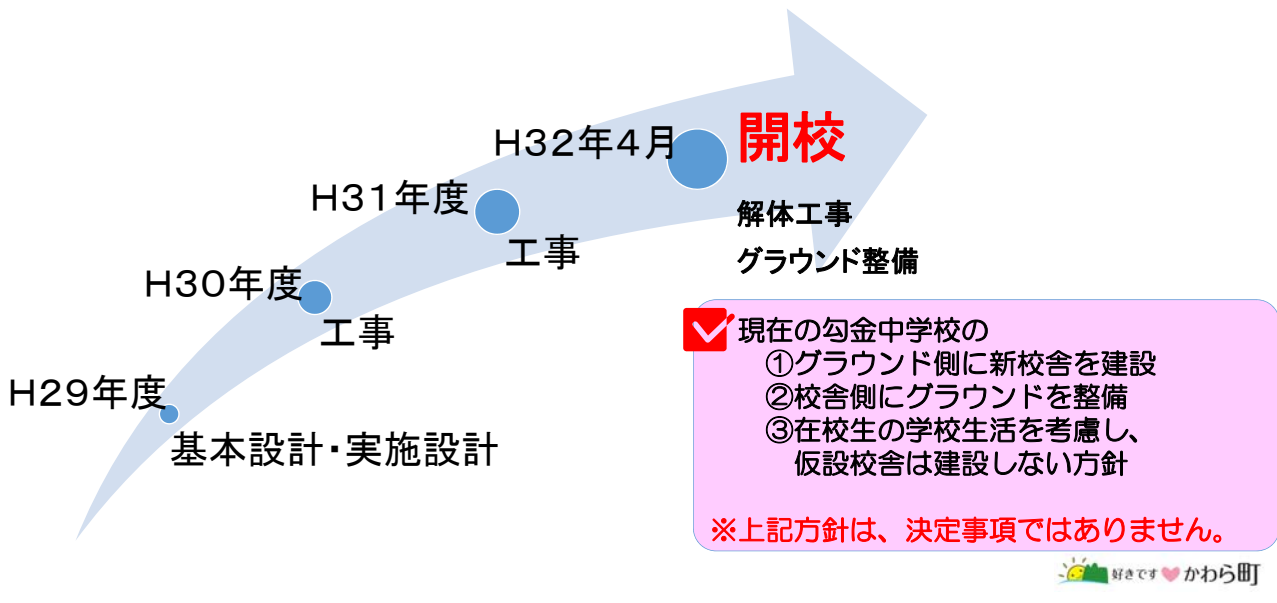 H32年4月
開校
解体工事
グラウンド整備
H31年度
工事
H30年度
工事
H29年度
基本設計・実施設計
現在の勾金中学校の
①グラウンド側に新校舎を建設
②校舎側にグラウンドを整備
③在校生の学校生活を考慮し、
仮設校舎は建設しない方針
※上記方針は、決定事項ではありません。
好きです かわら町